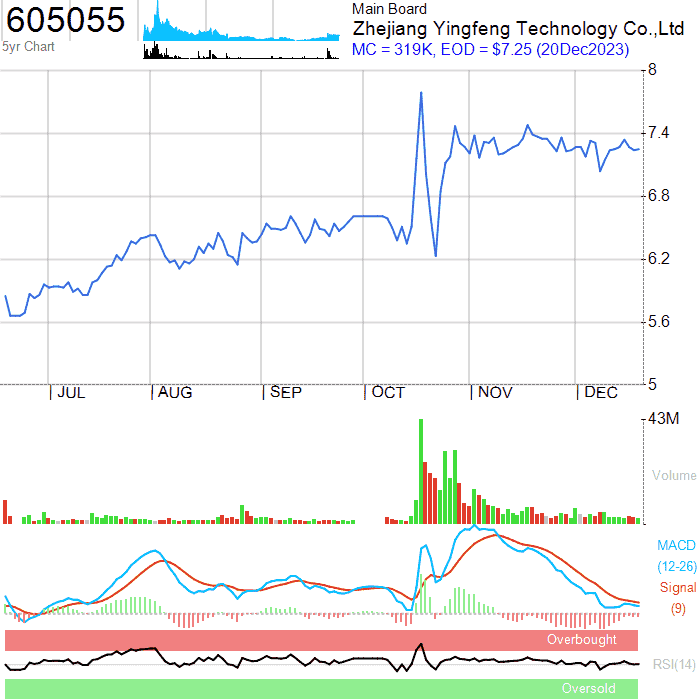 605055
5yr Chart
Main Board
Zhejiang Yingfeng Technology Co.,Ltd
MC = 319K, EOD = $7.25 (20Dec2023)
8
7.4
6.8
6.2
5.6
5
JUL
AUG
SEP
OCT
NOV
DEC
43M
Volume
MACD
(12-26)
Signal
(9)
Overbought
RSI(14)
Oversold